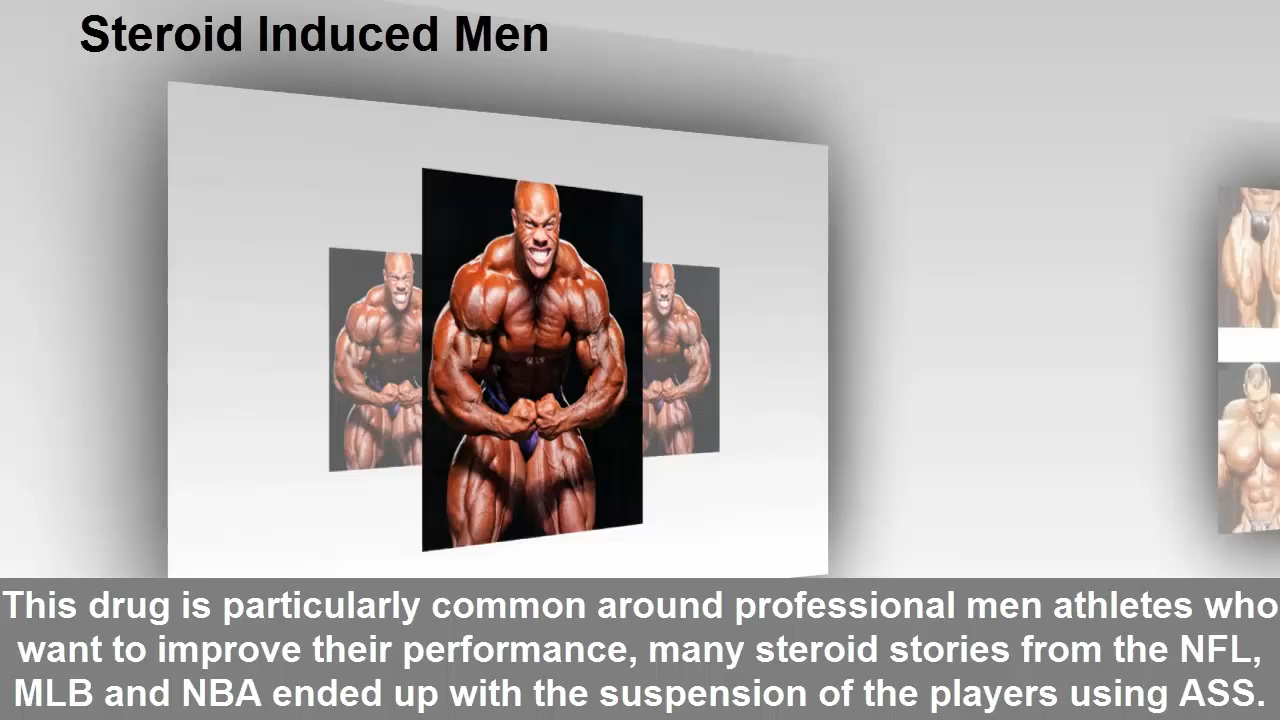 Steroid Induced Men
This drug is particularly common around professional men athletes who
want to improve their performance, many steroid stories from the NFL,
MLB and NBA ended up with the suspension of the players using ASS.